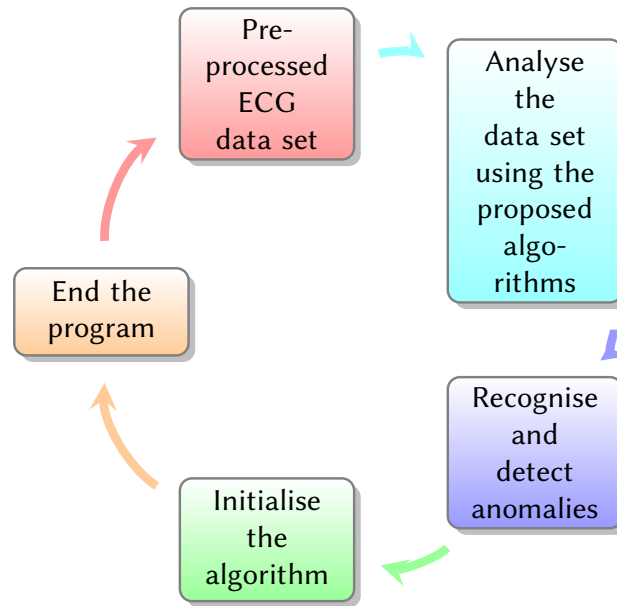 Pre-
processed
ECG
data set
Analyse
the
data set
using the
proposed
algo-
rithms
Recognise
and
detect
anomalies
Initialise
the
algorithm
End the
program